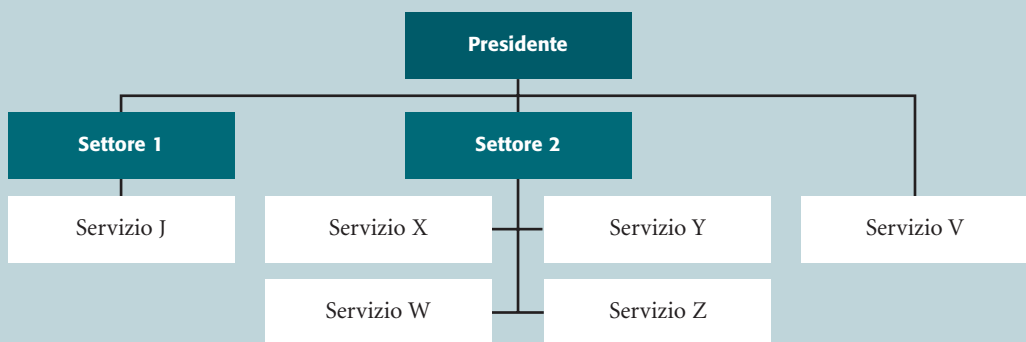 Presidente
Settore 1
Settore 2
Servizio J
Servizio X
Servizio Y
Servizio V
Servizio W
Servizio Z